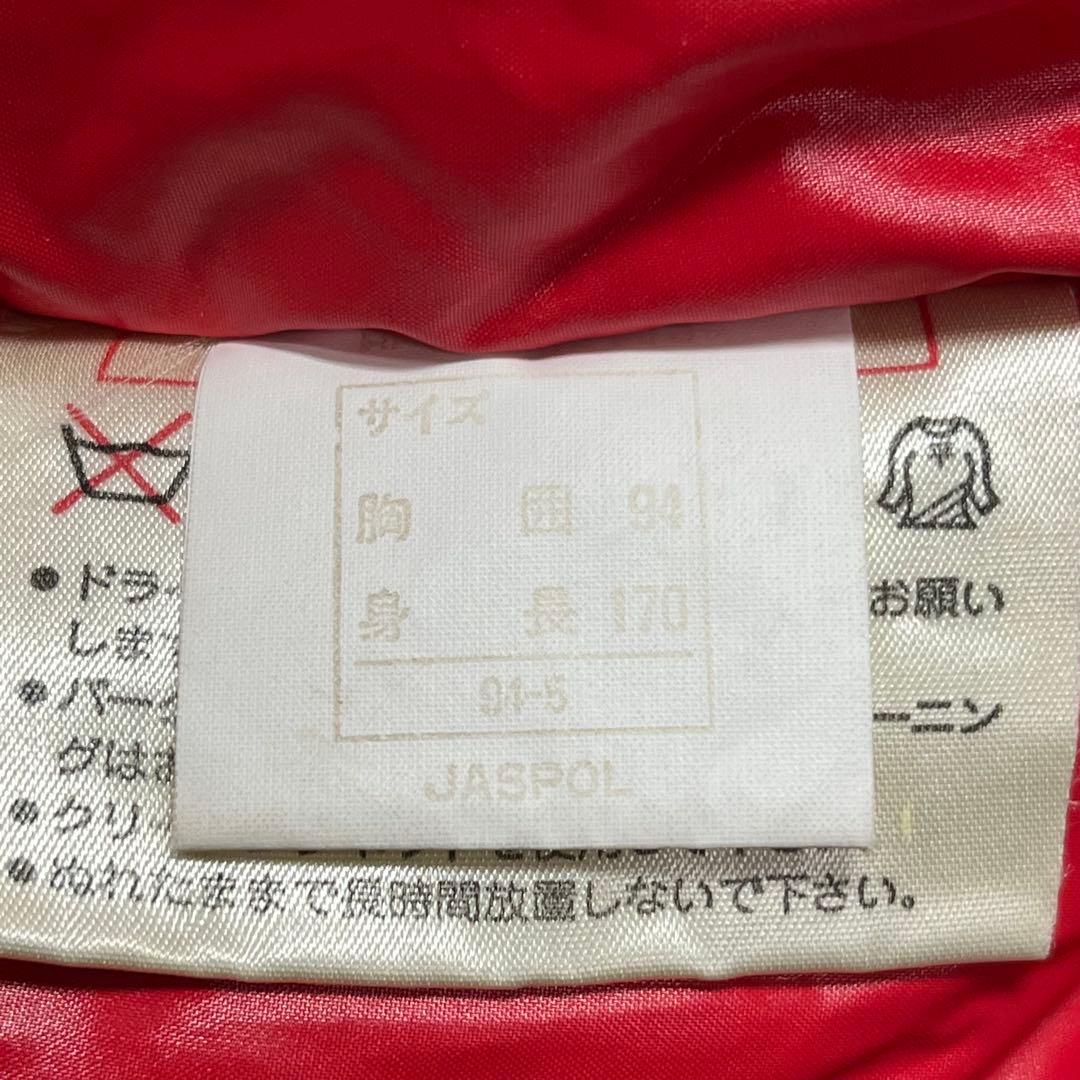 サイズ
胸 囲 94
身 長 170
94-5
JASPOL
・ドライ
お願い
しま
・バー
ーニン
グはお
・クリ
・ぬれたままで長時間放置しないで下さい。